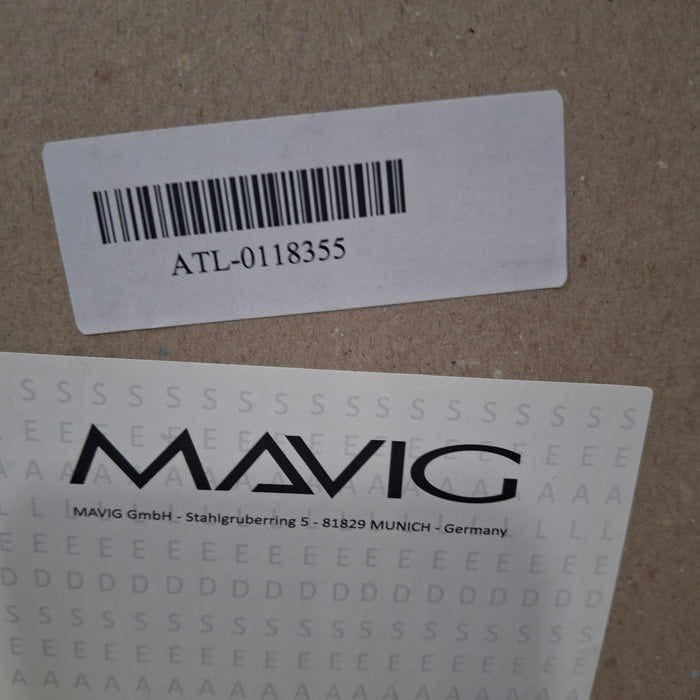 ATL-0118355
S S S S S S S S S S S S S S S S S S
E E E E E E E E E
MAVIG
A A A A A A A
MAVIG GmbH - Stahlgruberring 5 - 81829 MUNICH - Germany
L L L
E E E E E E E E E E E E E E E E E E E
D D D D D D D D D D D D D D D D D D D
S S S S S S S S S S S S S S S S S S
E E E E E E E E E E E E E E E E E E
A A A A A A A A A A A A A A A A A